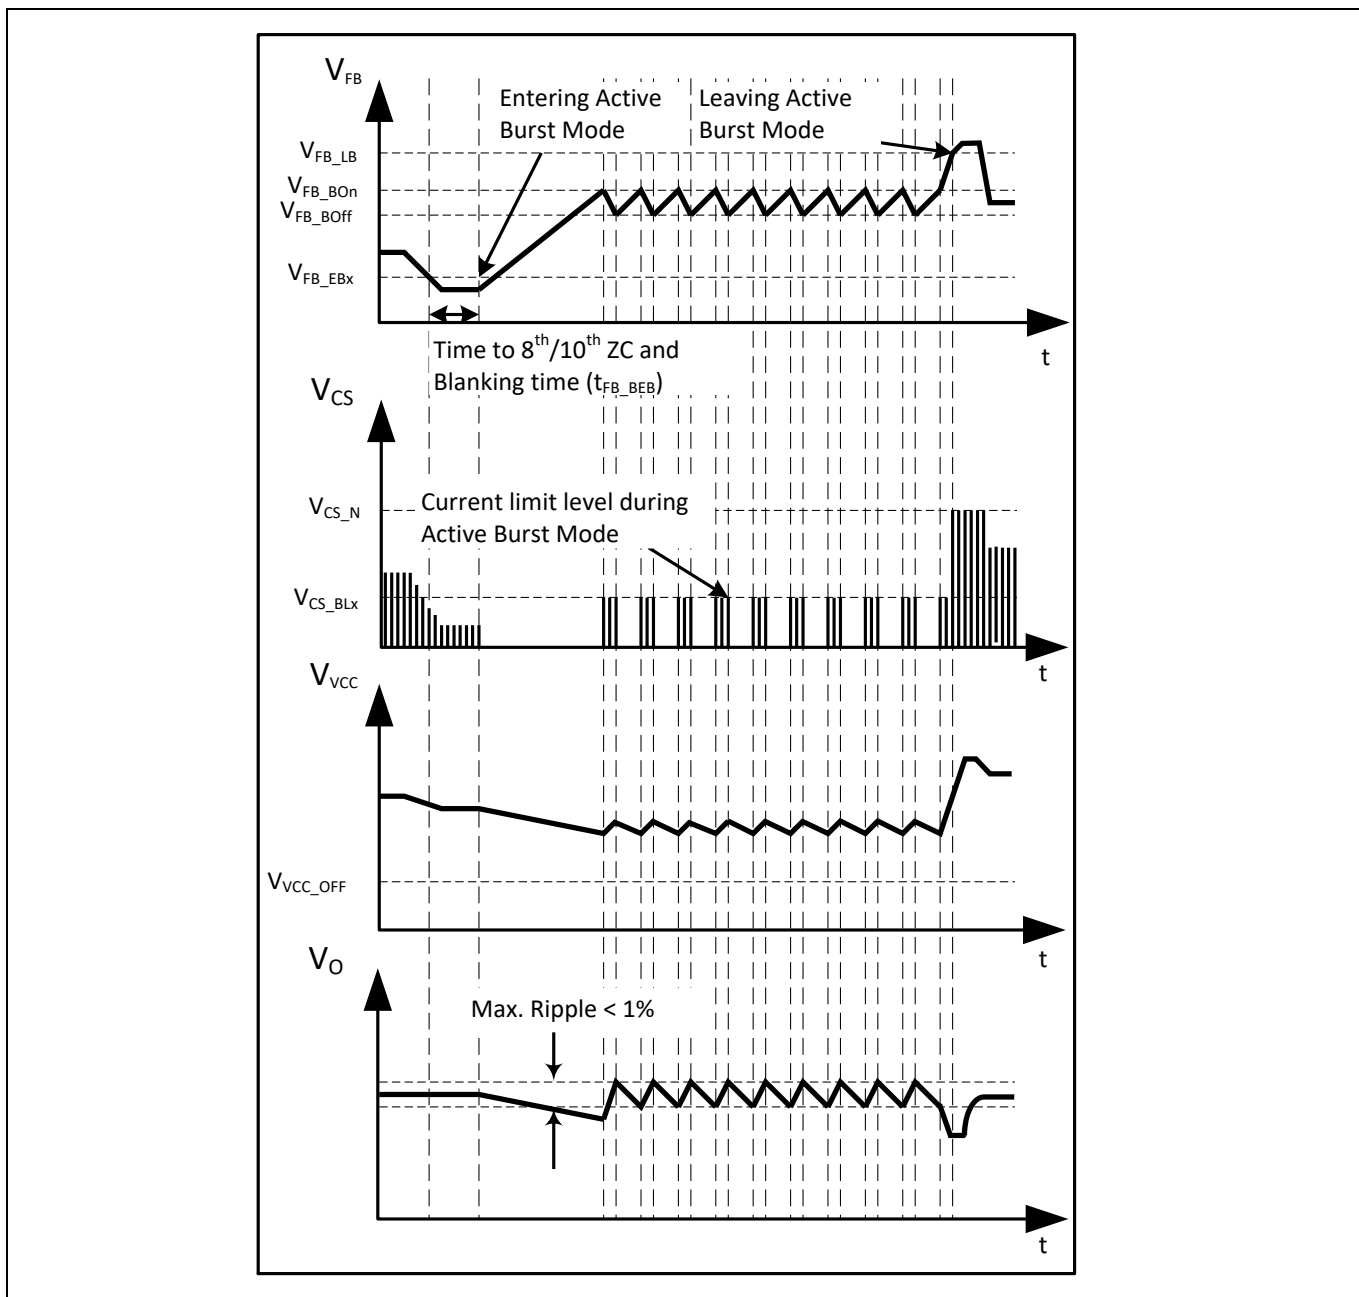 V_FB
Entering Active
Burst Mode
Leaving Active
Burst Mode
V_FB_LB
V_FB_BOn
V_FB_BOff
V_FB_EBx
t
Time to 8th/10th ZC and
Blanking time (t_FB_BEB)
V_CS
V_CS_N
Current limit level during
Active Burst Mode
V_CS_BLx
t
V_VCC
V_VCC_OFF
t
V_O
Max. Ripple < 1%
t